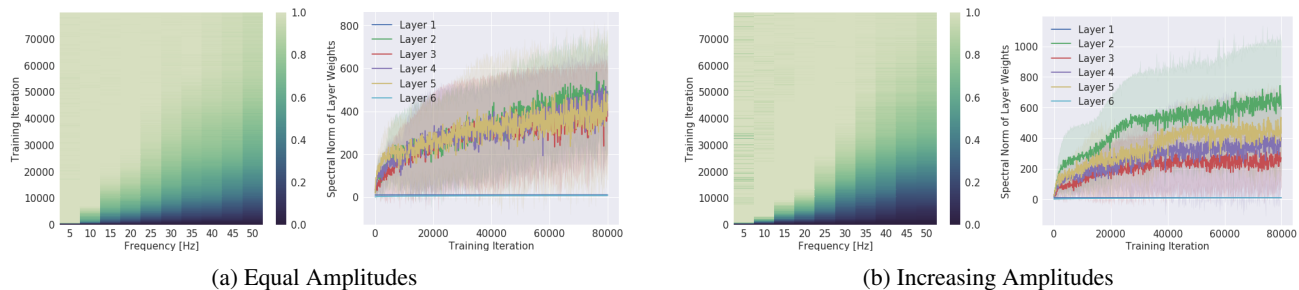 Training Iteration
70000
60000
50000
40000
30000
20000
10000
0
5 10 15 20 25 30 35 40 45 50
Frequency [Hz]
1.0
0.8
0.6
0.4
0.2
0.0
Spectral Norm of Layer Weights
800
600
400
200
0
Layer 1
Layer 2
Layer 3
Layer 4
Layer 5
Layer 6
0 20000 40000 60000 80000
Training Iteration
(a) Equal Amplitudes
Training Iteration
70000
60000
50000
40000
30000
20000
10000
0
5 10 15 20 25 30 35 40 45 50
Frequency [Hz]
1.0
0.8
0.6
0.4
0.2
0.0
Spectral Norm of Layer Weights
1000
800
600
400
200
0
Layer 1
Layer 2
Layer 3
Layer 4
Layer 5
Layer 6
0 20000 40000 60000 80000
Training Iteration
(b) Increasing Amplitudes